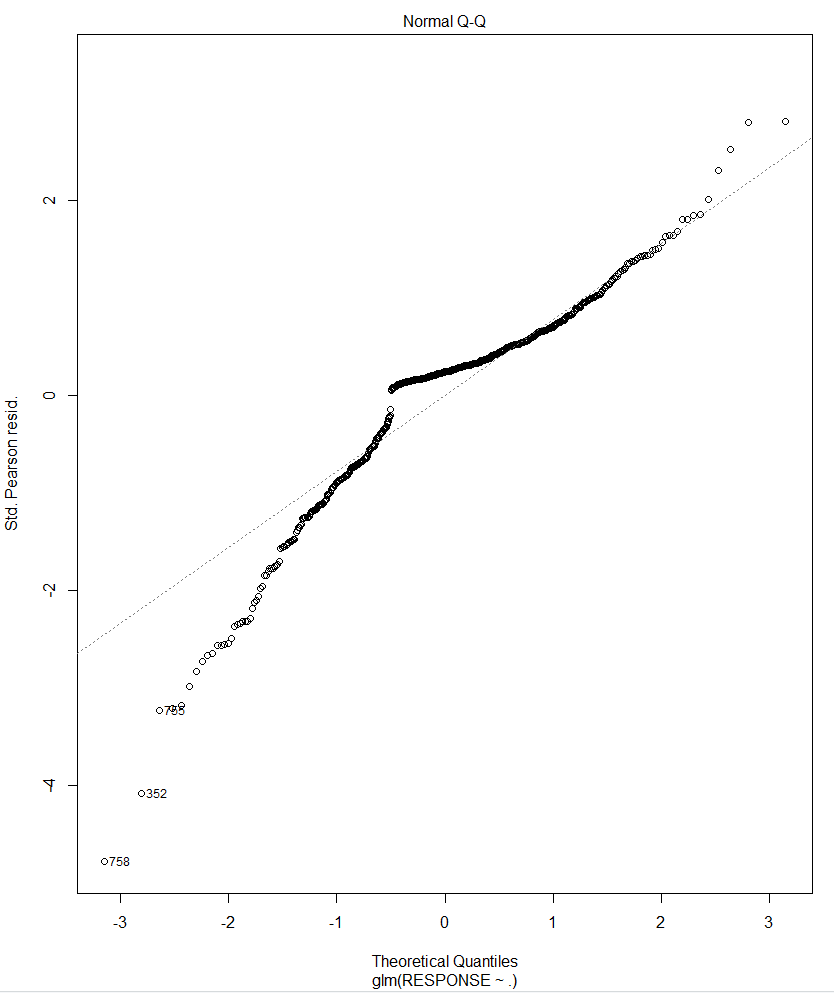 Normal Q-Q
Std. Pearson resid.
2
0
-2
-4
755
352
758
-3 -2 -1 0 1 2 3
Theoretical Quantiles
glm(RESPONSE ~ .)